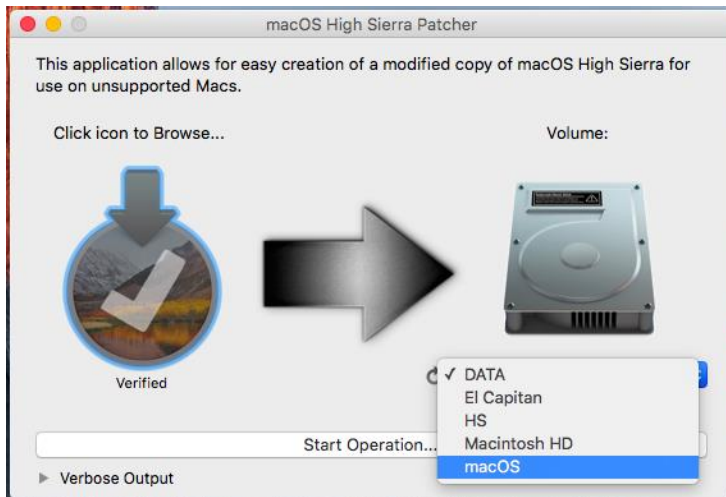 macOS High Sierra Patcher
This application allows for easy creation of a modified copy of macOS High Sierra for
use on unsupported Macs.
Click icon to Browse...
Volume:
Verified
✓ DATA
El Capitan
HS
Macintosh HD
macOS
Start Operation...
Verbose Output